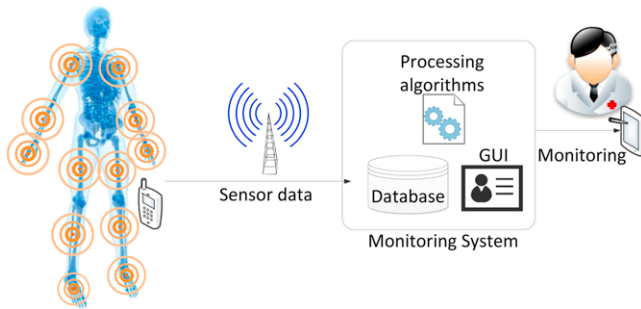 Processing
algorithms
Sensor data
GUI
Database
Monitoring
Monitoring System